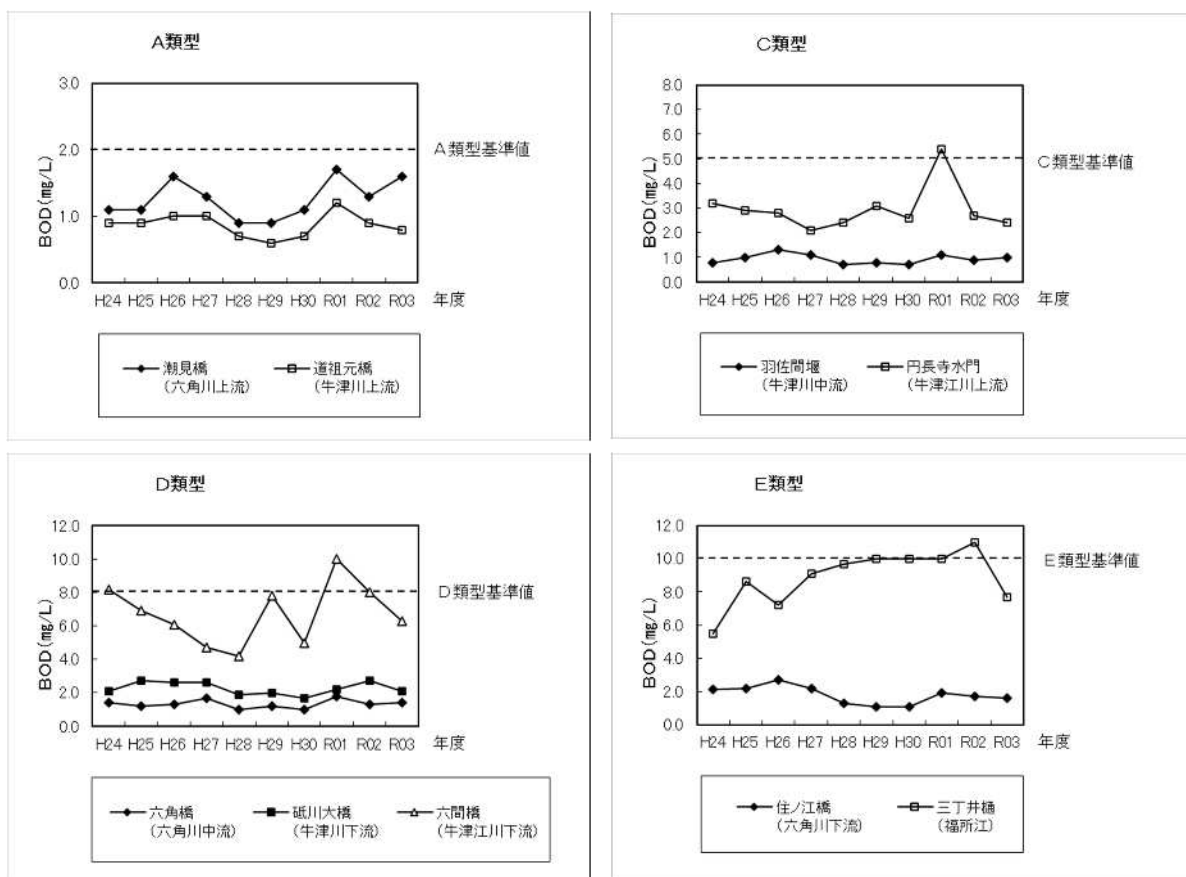 A類型
3.0
2.0
1.0
0.0
BOD(mg/L)
A類型基準値
H24 H25 H26 H27 H28 H29 H30 R01 R02 R03 年度
潮見橋 道祖元橋
(六角川上流) (牛津川上流)
C類型
8.0
7.0
6.0
5.0
4.0
3.0
2.0
1.0
0.0
BOD(mg/L)
C類型基準値
H24 H25 H26 H27 H28 H29 H30 R01 R02 R03 年度
羽佐間堰 円長寺水門
(牛津川中流) (牛津江川上流)
D類型
12.0
10.0
8.0
6.0
4.0
2.0
0.0
BOD(mg/L)
D類型基準値
H24 H25 H26 H27 H28 H29 H30 R01 R02 R03 年度
六角橋 砥川大橋 六間橋
(六角川中流) (牛津川下流) (牛津江川下流)
E類型
12.0
10.0
8.0
6.0
4.0
2.0
0.0
BOD(mg/L)
E類型基準値
H24 H25 H26 H27 H28 H29 H30 R01 R02 R03 年度
住ノ江橋 三丁井樋
(六角川下流) (福所江)